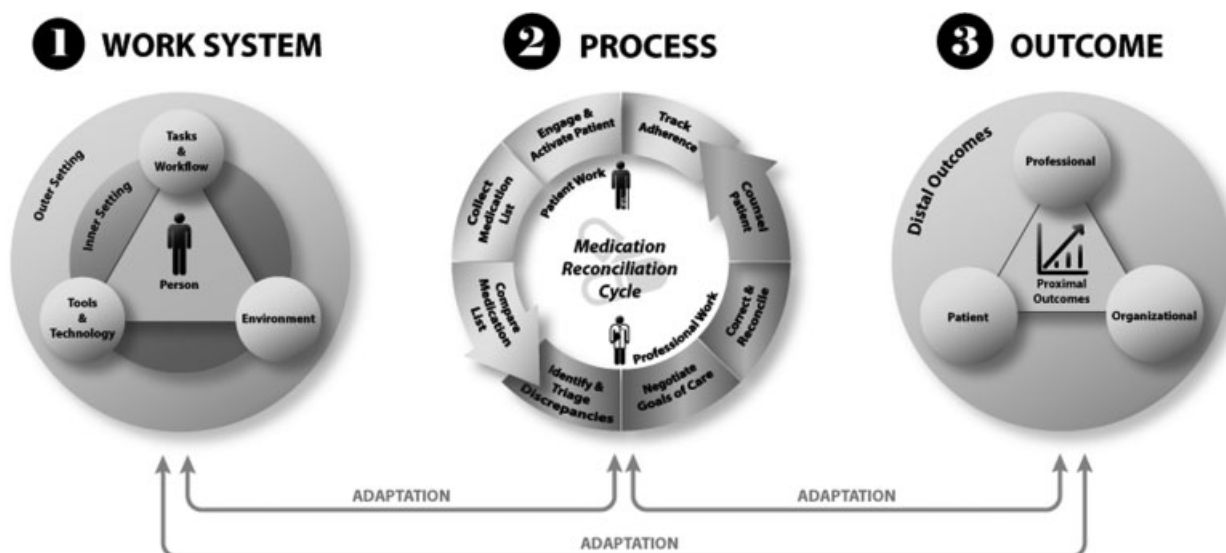 1 WORK SYSTEM
Outer Setting
Inner Setting
Tasks
&
Workflow
Person
Tools
&
Technology
Environment
2 PROCESS
Engage &
Activate Patient
Track
Adherence
Counsel
Patient
Correct &
Reconcile
Negotiate
Goals of Care
Identify &
Triage
Discrepancies
Compare
Medication
List
Collect
Medication
List
Patient Work
Medication
Reconciliation
Cycle
Professional Work
3 OUTCOME
Distal Outcomes
Professional
Proximal
Outcomes
Patient
Organizational
ADAPTATION
ADAPTATION
ADAPTATION